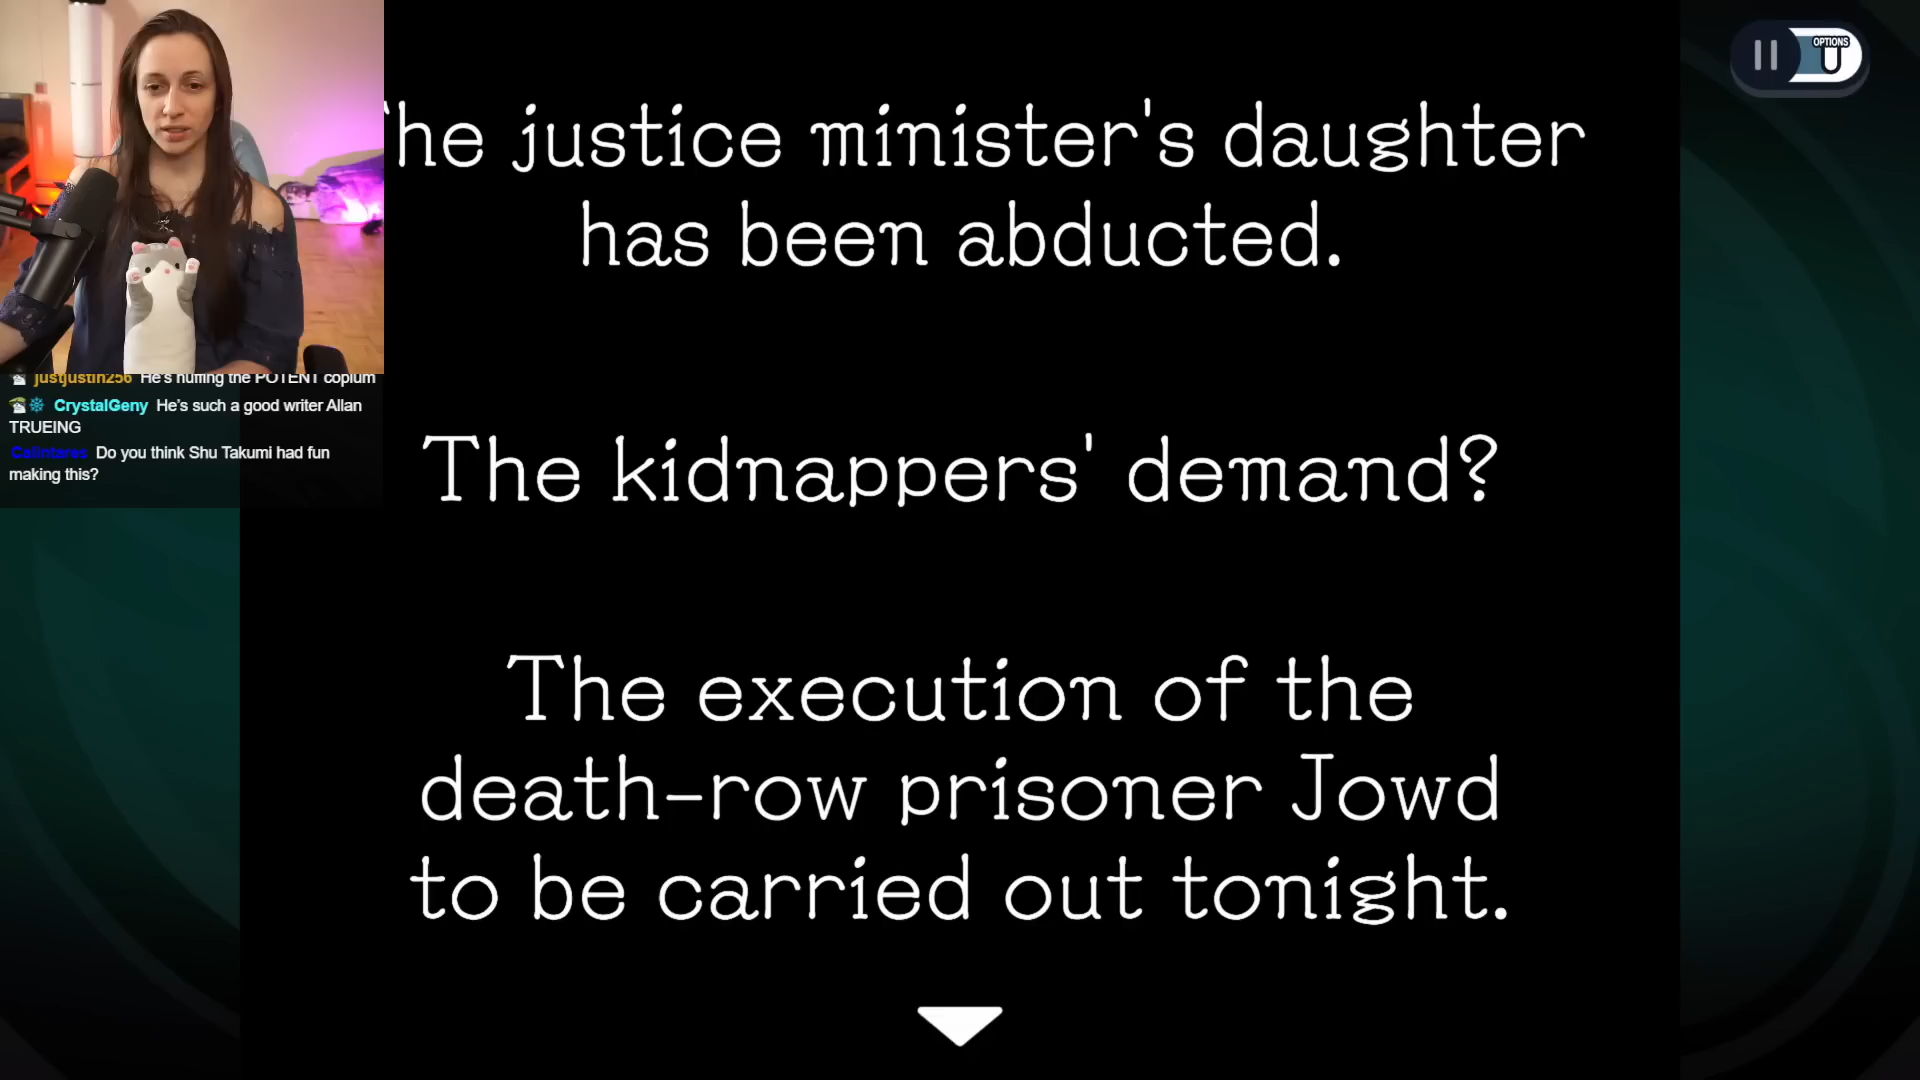 OPTIONS
he justice minister's daughter
has been abducted.
The kidnappers' demand?
The execution of the
death-row prisoner Jowd
to be carried out tonight.
justjustin256 He's huffing the POTENT copium
CrystalGeny He's such a good writer Allan
TRUEING
Calintares Do you think Shu Takumi had fun
making this?